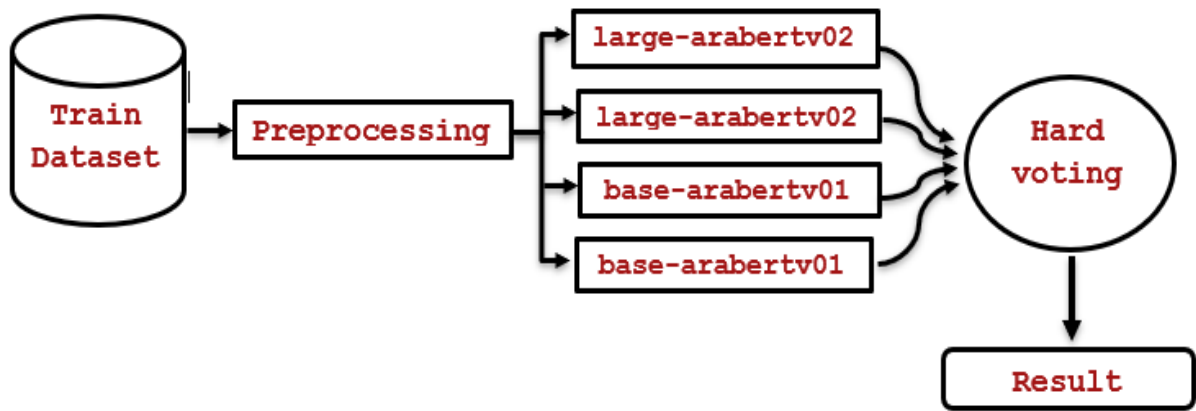 Train
Dataset
Preprocessing
large-arabertv02
large-arabertv02
base-arabertv01
base-arabertv01
Hard
voting
Result